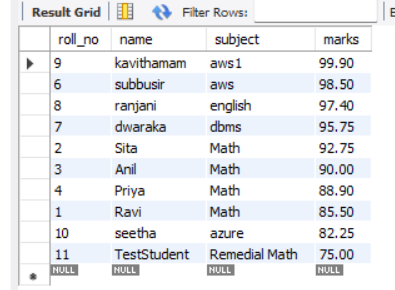 Result Grid Filter Rows:
roll_no name subject marks
9 kavithamam aws1 99.90
6 subbusir aws 98.50
8 ranjani english 97.40
7 dwaraka dbms 95.75
2 Sita Math 92.75
3 Anil Math 90.00
4 Priya Math 88.90
1 Ravi Math 85.50
10 seetha azure 82.25
11 TestStudent Remedial Math 75.00
NULL NULL NULL NULL